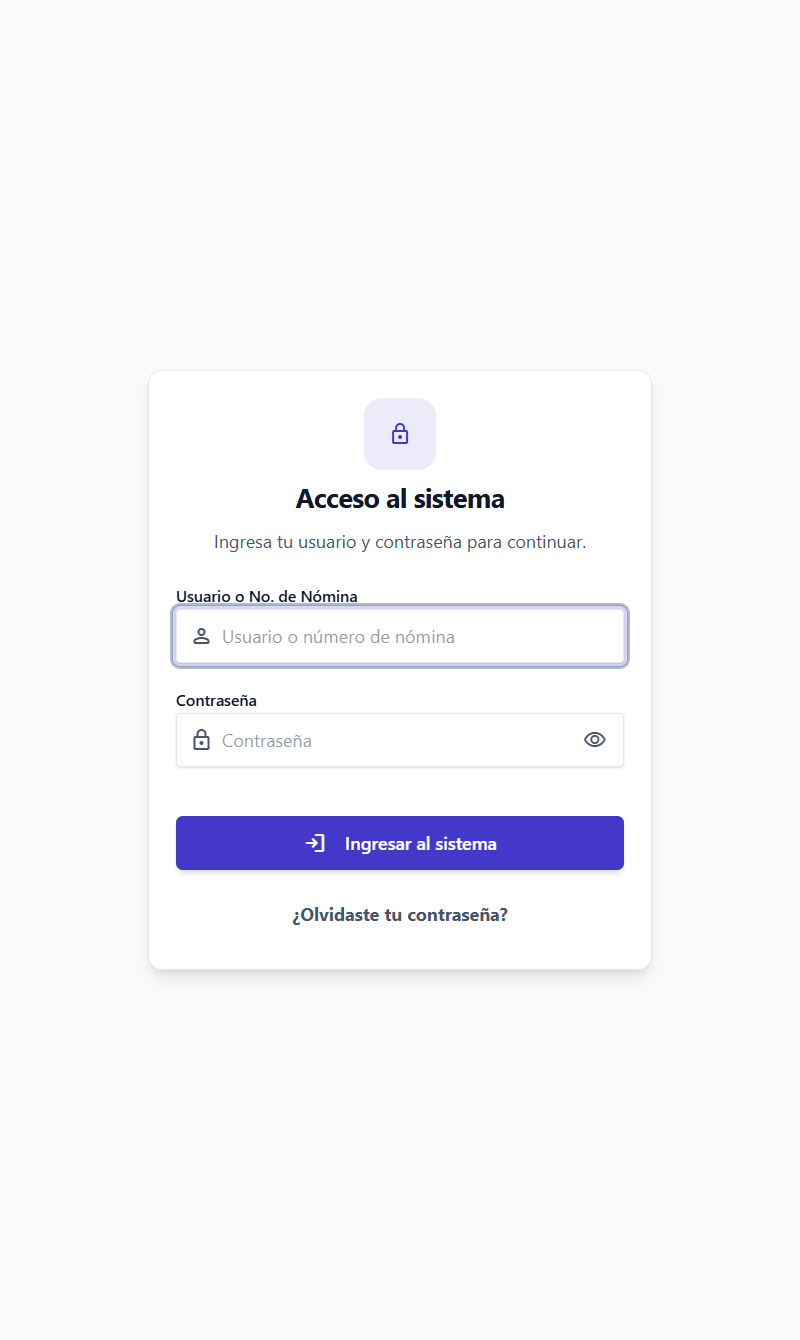 Acceso al sistema
Ingresa tu usuario y contraseña para continuar.
Usuario o No. de Nómina
Usuario o número de nómina
Contraseña
Contraseña
Ingresar al sistema
¿Olvidaste tu contraseña?